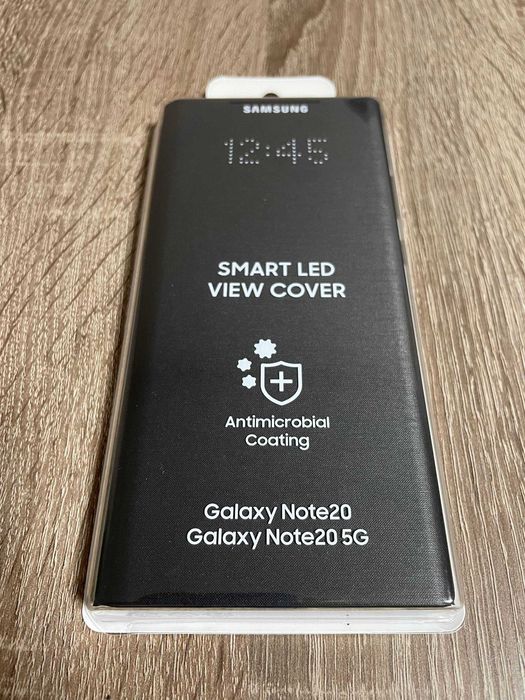 SAMSUNG
12:45
SMART LED
VIEW COVER
Antimicrobial
Coating
Galaxy Note20
Galaxy Note20 5G